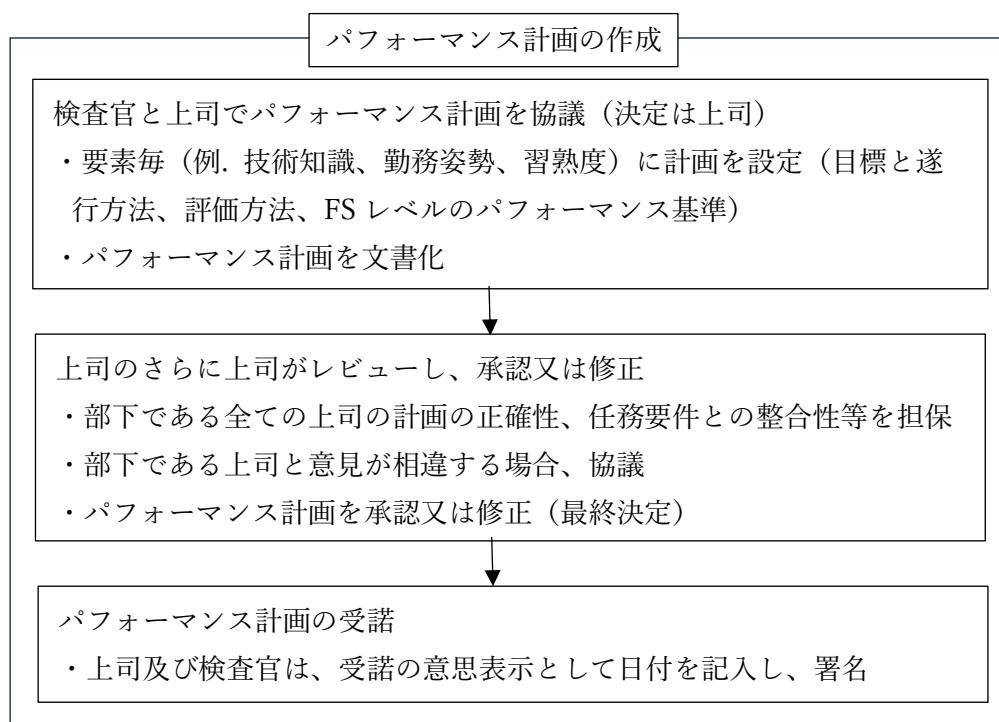 パフォーマンス計画の作成
検査官と上司でパフォーマンス計画を協議（決定は上司）
・要素毎（例. 技術知識、勤務姿勢、習熟度）に計画を設定（目標と遂
行方法、評価方法、FS レベルのパフォーマンス基準）
・パフォーマンス計画を文書化
上司のさらに上司がレビューし、承認又は修正
・部下である全ての上司の計画の正確性、任務要件との整合性等を担保
・部下である上司と意見が相違する場合、協議
・パフォーマンス計画を承認又は修正（最終決定）
パフォーマンス計画の受諾
・上司及び検査官は、受諾の意思表示として日付を記入し、署名